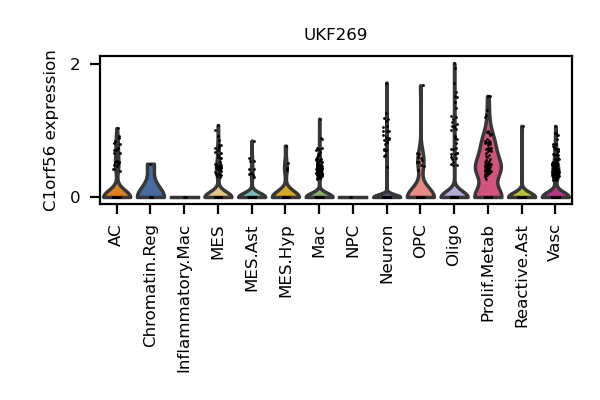 UKF269
C1orf56 expression
2
0
AC
Chromatin.Reg
Inflammatory.Mac
MES
MES.Ast
MES.Hyp
Mac
NPC
Neuron
OPC
Oligo
Prolif.Metab
Reactive.Ast
Vasc